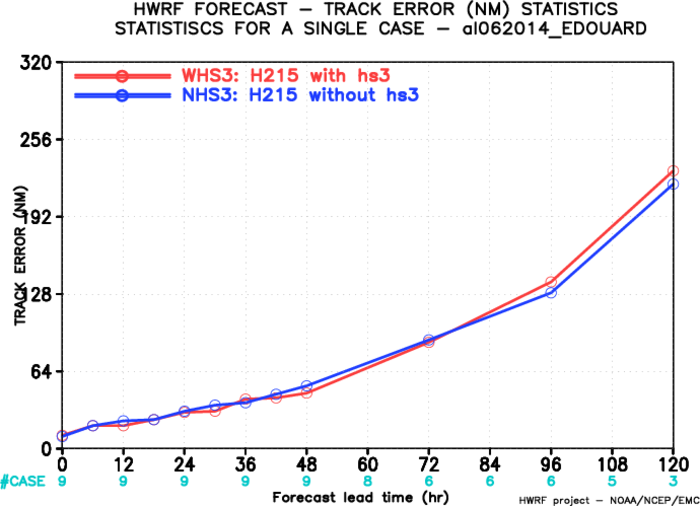 HWRF FORECAST – TRACK ERROR (NM) STATISTICS
STATISTISCS FOR A SINGLE CASE – al062014_EDOUARD
WHS3: H215 with hs3
NHS3: H215 without hs3
TRACK ERROR (NM)
320
256
192
128
64
0
0 12 24 36 48 60 72 84 96 108 120
#CASE 9 9 9 9 9 8 6 6 6 5 3
Forecast lead time (hr)
HWRF project – NOAA/NCEP/EMC